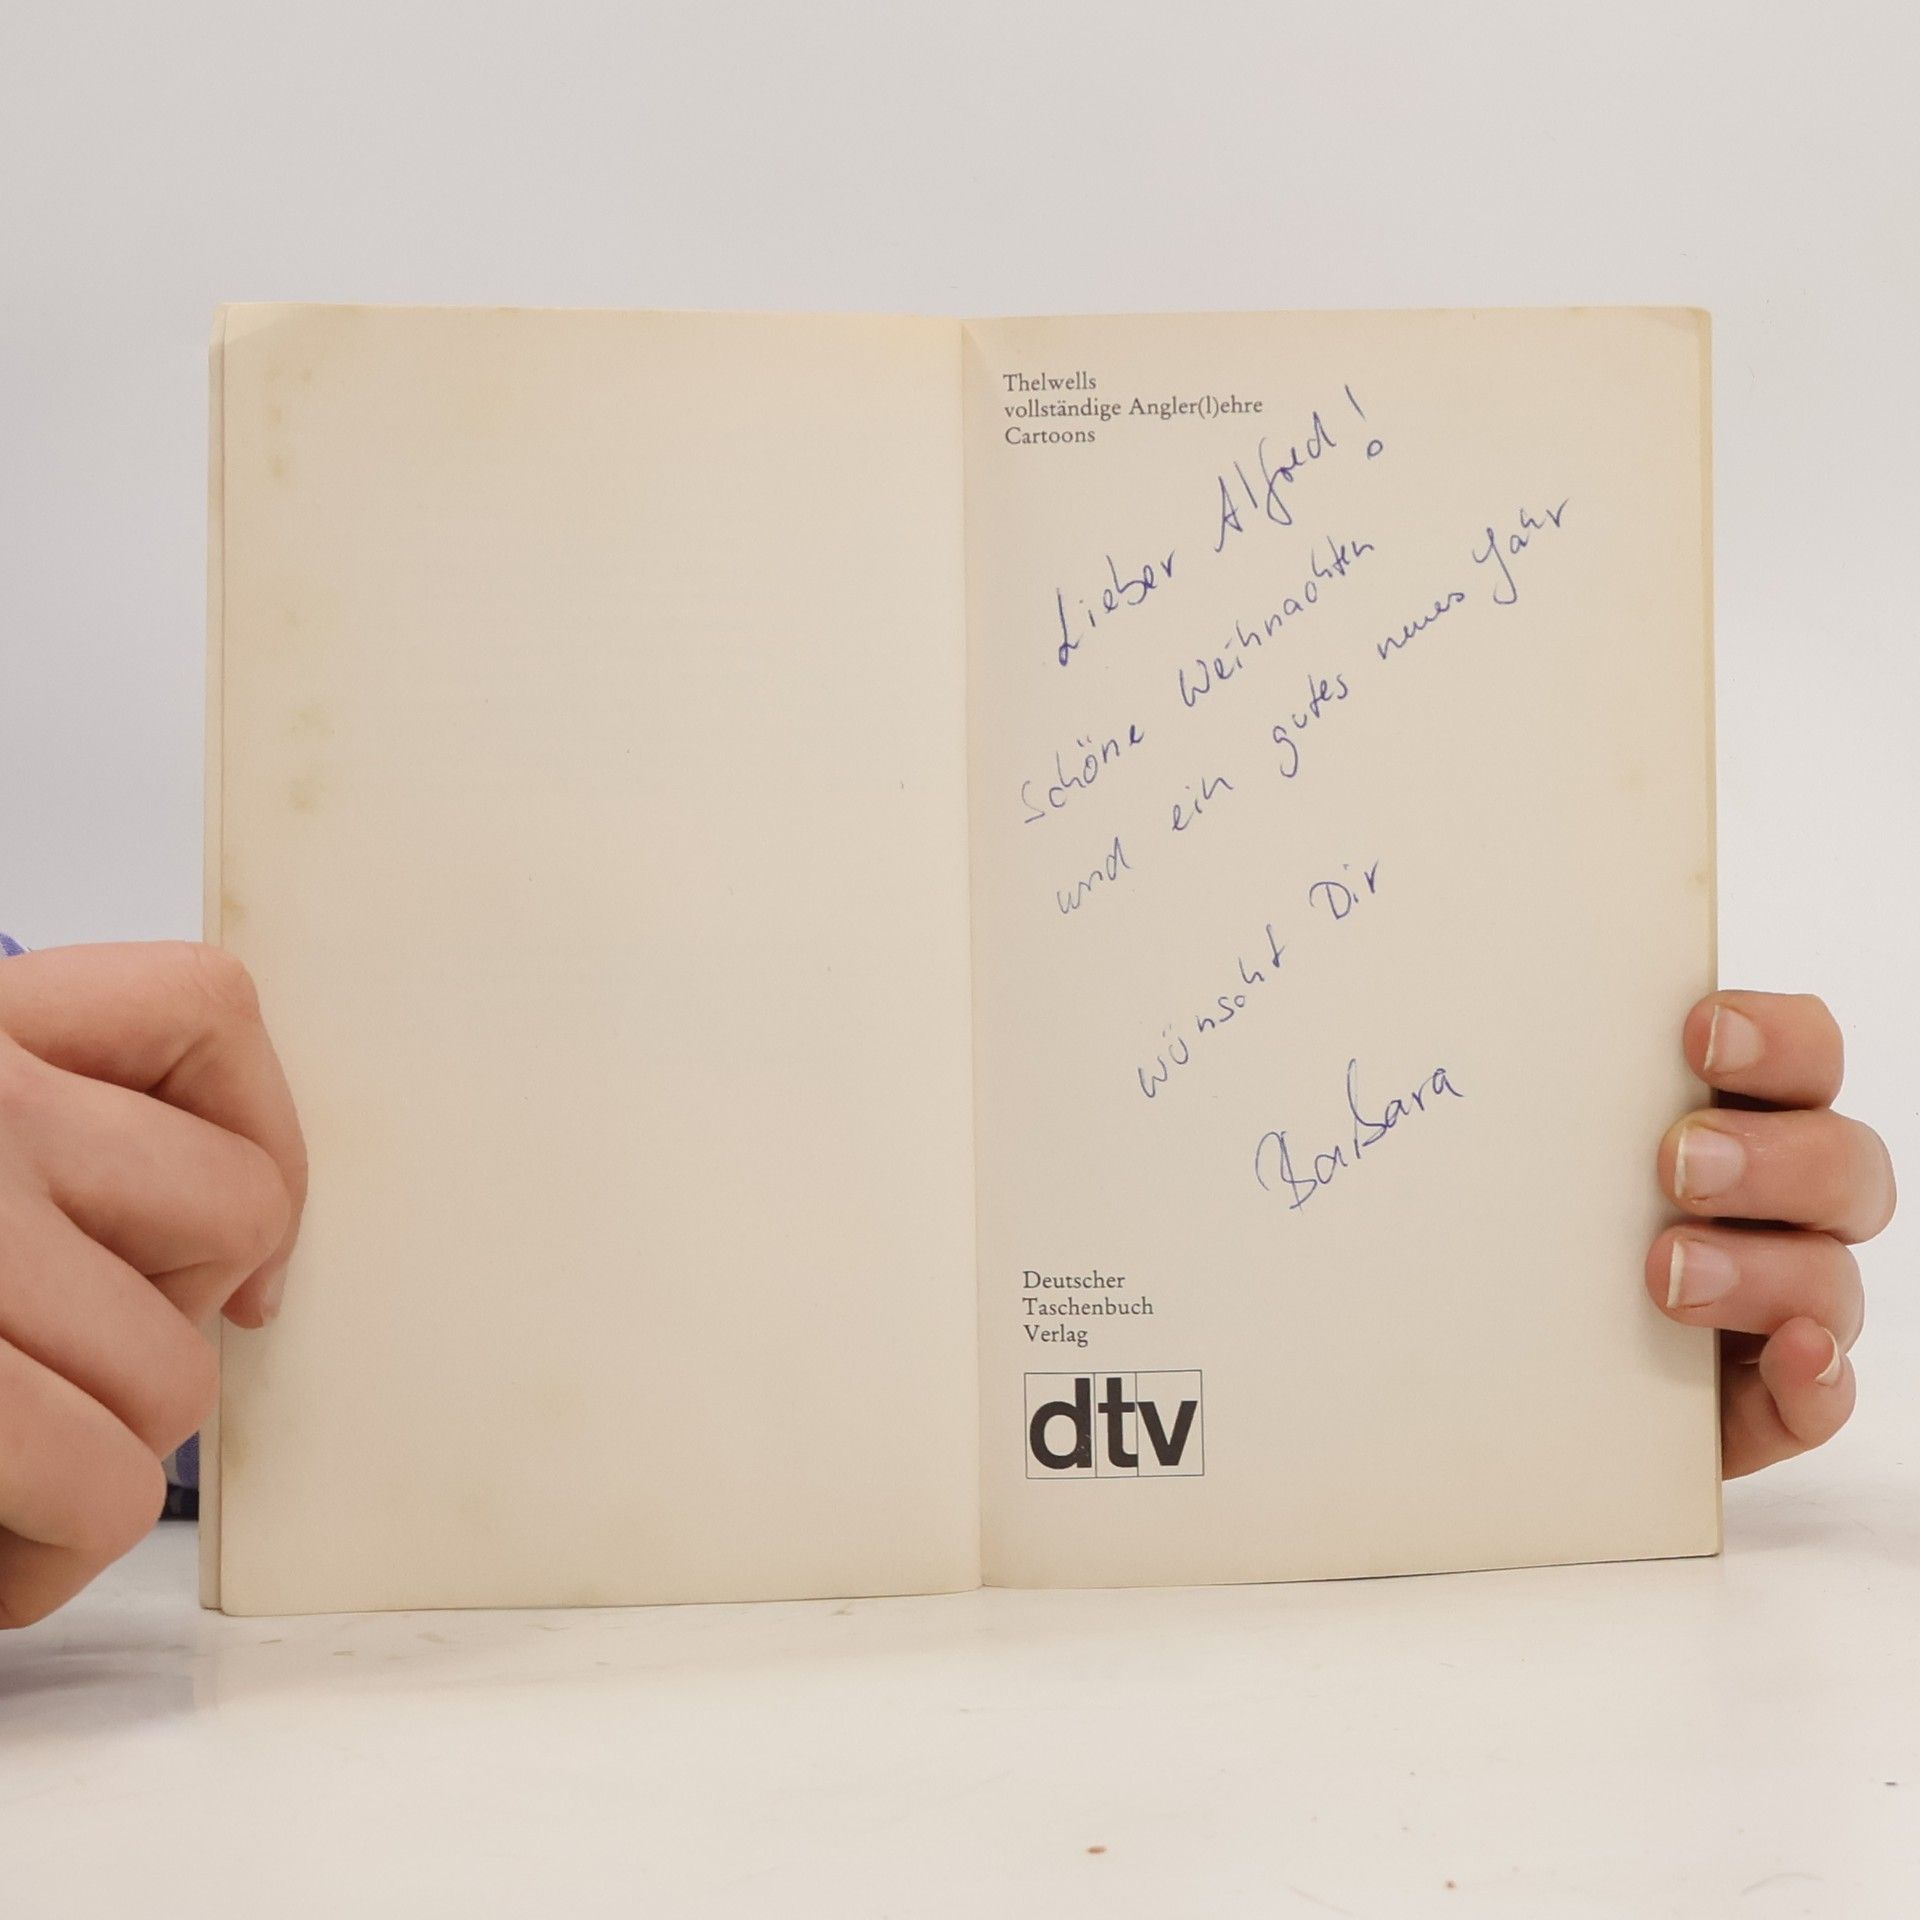 Thelwells
vollständige Angler(l)ehre
Cartoons
Lieber Alfred!
Schöne Weihnachten
und ein gutes neues Jahr
wünscht Dir
Barbara
Deutscher
Taschenbuch
Verlag
dtv